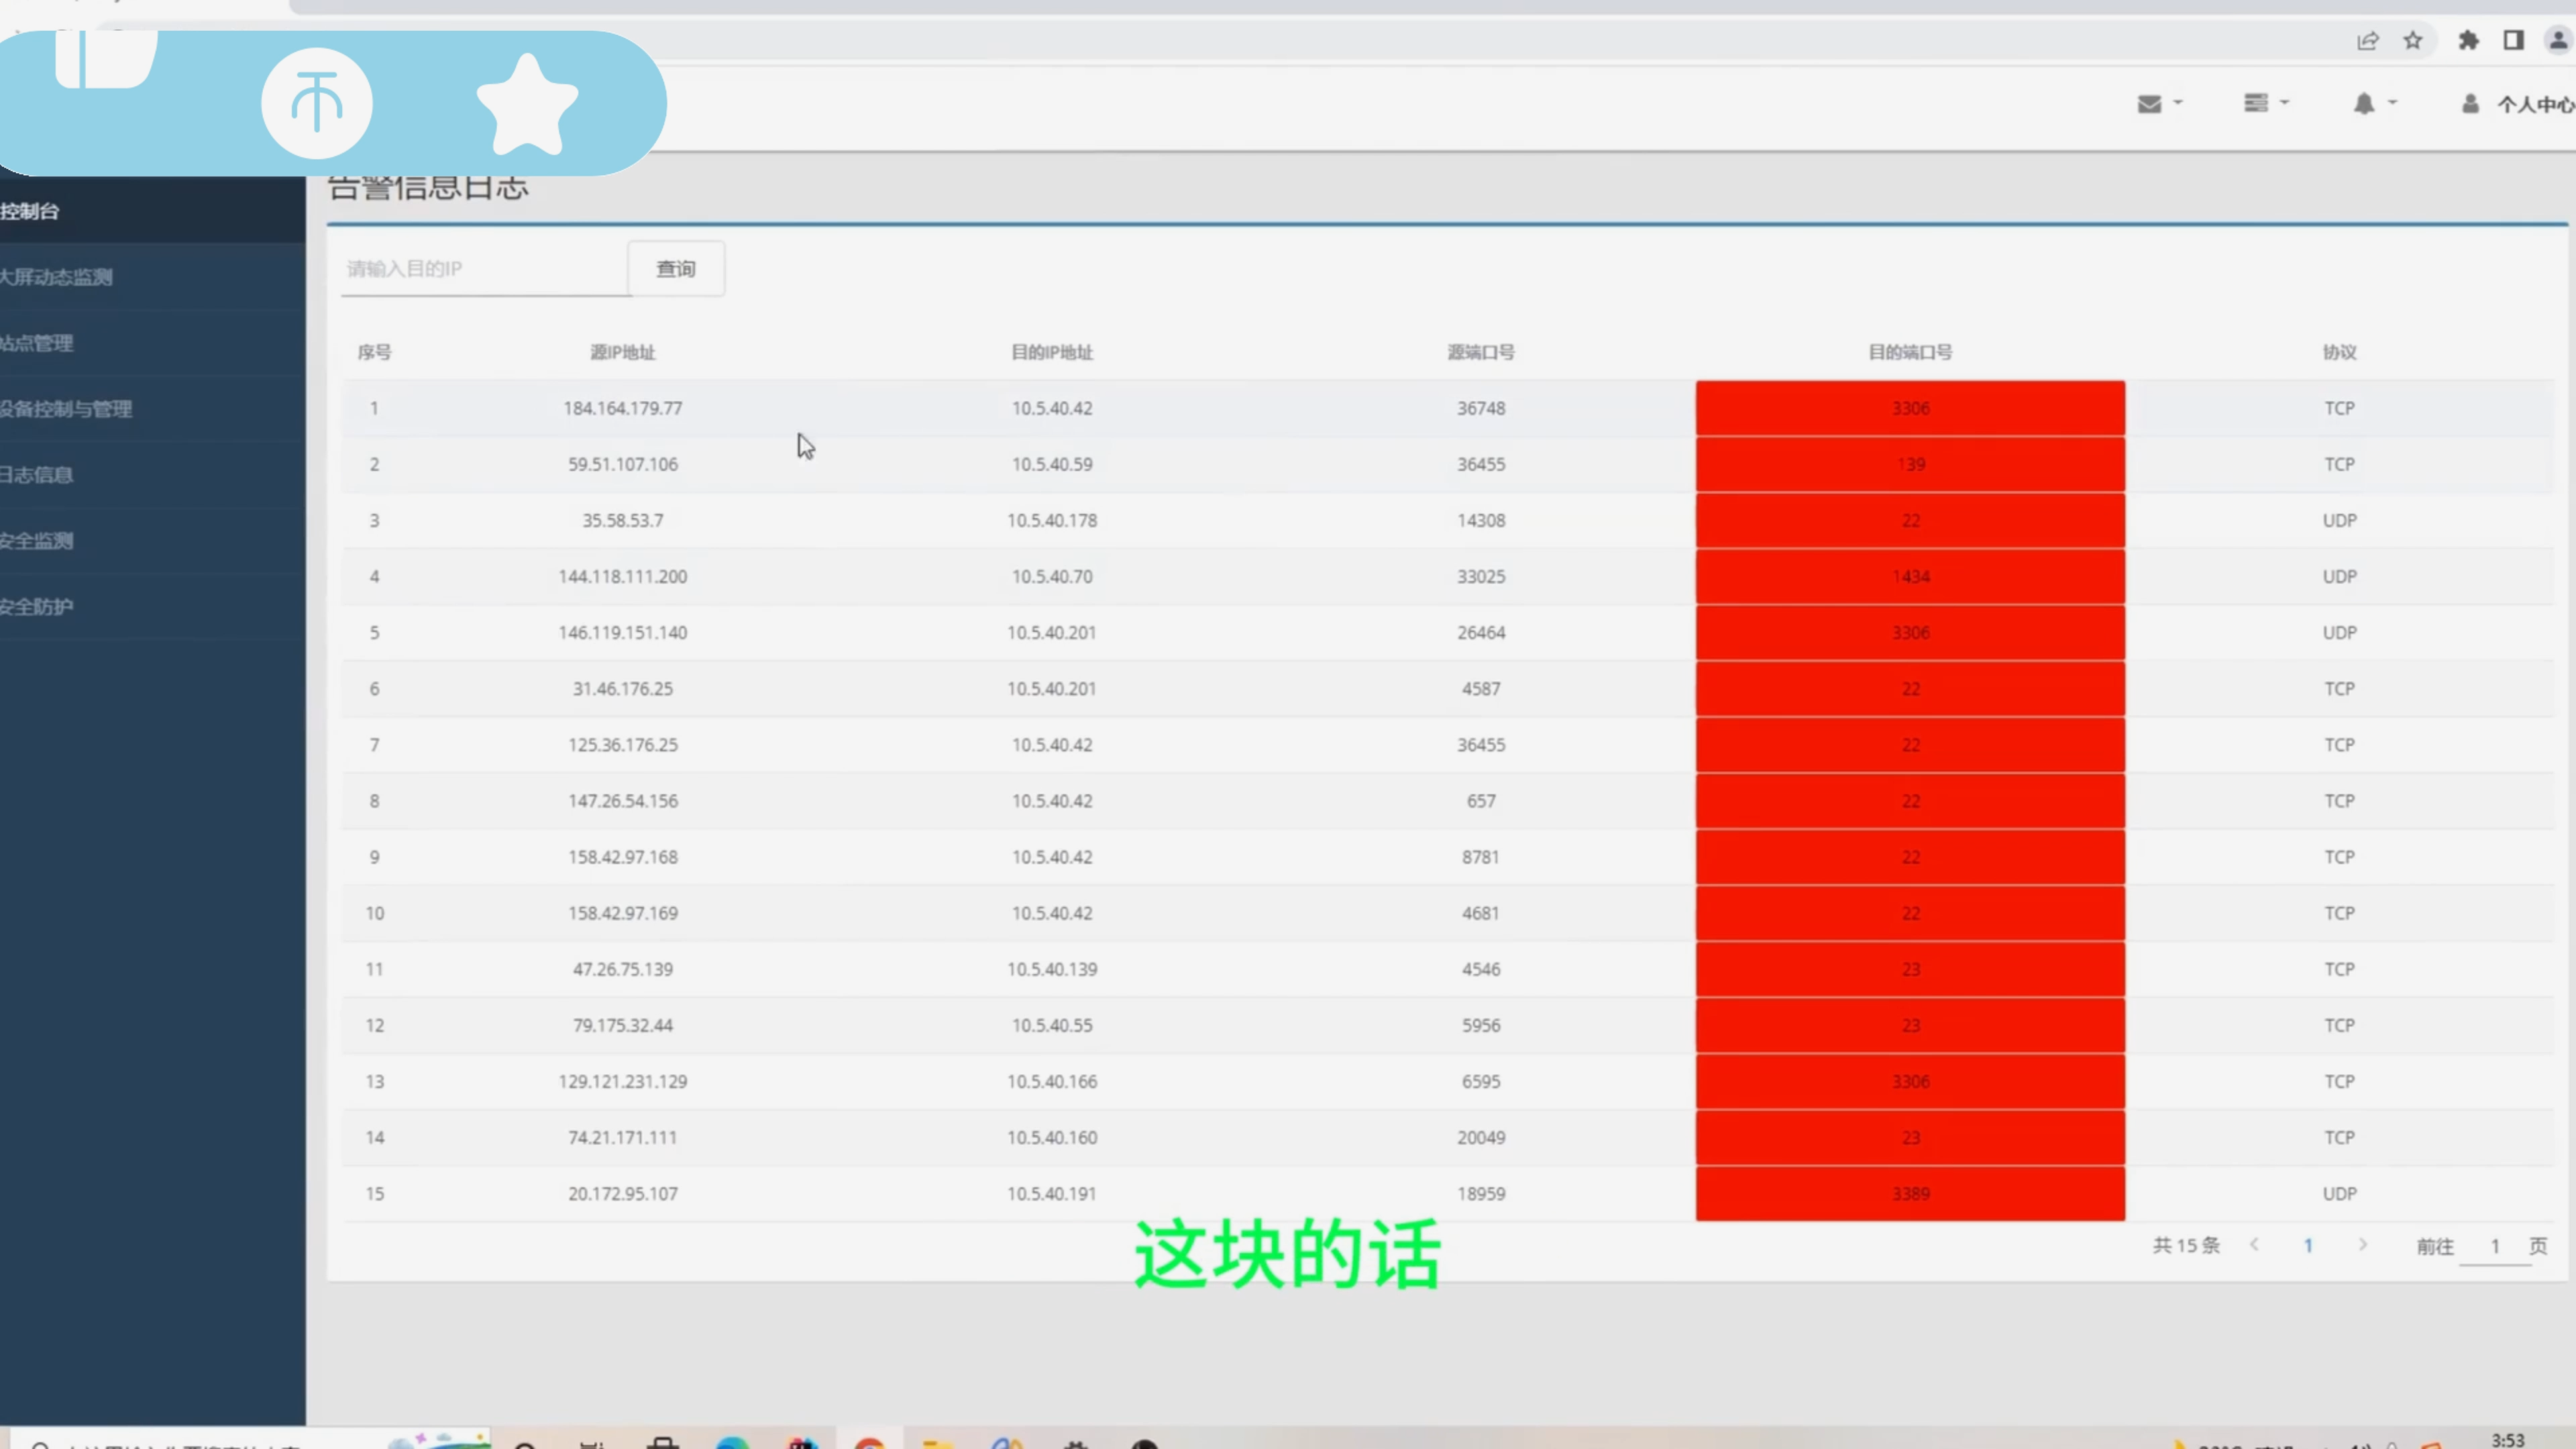 个人中心
告警信息日志
控制台
大屏动态监测
站点管理
设备控制与管理
日志信息
安全监测
安全防护
请输入目的IP 查询
序号 源IP地址 目的IP地址 源端口号 目的端口号 协议
1 184.164.179.77 10.5.40.42 36748 3306 TCP
2 59.51.107.106 10.5.40.59 36455 139 TCP
3 35.58.53.7 10.5.40.178 14308 22 UDP
4 144.118.111.200 10.5.40.70 33025 1434 UDP
5 146.119.151.140 10.5.40.201 26464 3306 UDP
6 31.46.176.25 10.5.40.201 4587 22 TCP
7 125.36.176.25 10.5.40.42 36455 22 TCP
8 147.26.54.156 10.5.40.42 657 22 TCP
9 158.42.97.168 10.5.40.42 8781 22 TCP
10 158.42.97.169 10.5.40.42 4681 22 TCP
11 47.26.75.139 10.5.40.139 4546 23 TCP
12 79.175.32.44 10.5.40.55 5956 23 TCP
13 129.121.231.129 10.5.40.166 6595 3306 TCP
14 74.21.171.111 10.5.40.160 20049 23 TCP
15 20.172.95.107 10.5.40.191 18959 3389 UDP
共 15 条 1 前往 1 页
这块的话
3:53